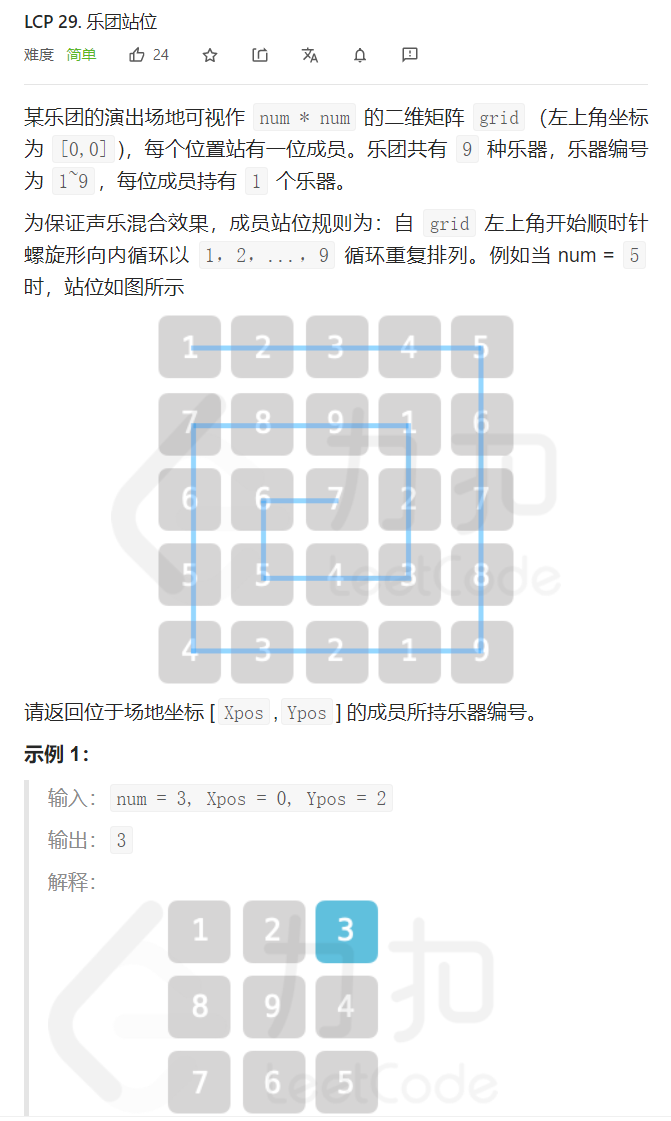 LCP 29. 乐团站位
难度 简单 24
某乐团的演出场地可视作 num * num 的二维矩阵 grid (左上角坐标
为 [0,0]),每个位置站有一位成员。乐团共有 9 种乐器,乐器编号
为 1~9 ,每位成员持有 1 个乐器。
为保证声乐混合效果,成员站位规则为:自 grid 左上角开始顺时针
螺旋形向内循环以 1,2,...,9 循环重复排列。例如当 num = 5
时,站位如图所示
1 2 3 4 5
7 8 9 1 6
6 6 7 2 7
力扣
5 5 4 3 8
LeetCode
4 3 2 1 9
请返回位于场地坐标 [ Xpos , Ypos ] 的成员所持乐器编号。
示例 1:
输入: num = 3, Xpos = 0, Ypos = 2
输出: 3
解释:
1 2 3
力扣
8 9 4
7 6 5
LeetCode